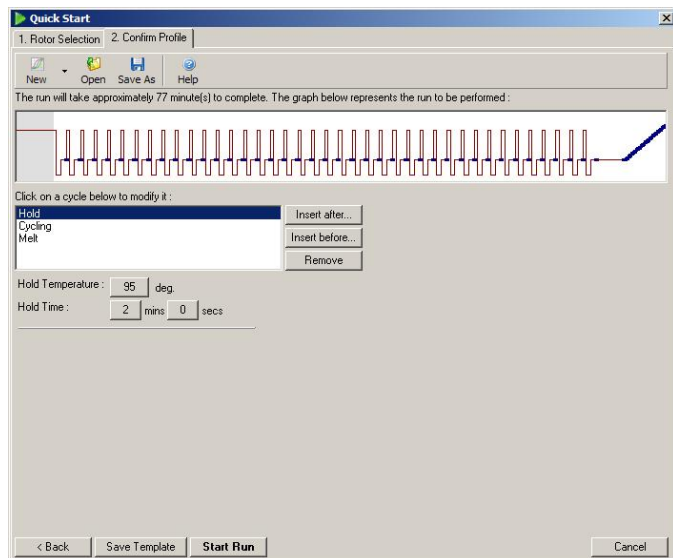 Quick Start
1. Rotor Selection 2. Confirm Profile
New Open Save As Help
The run will take approximately 77 minute(s) to complete. The graph below represents the run to be performed :
Click on a cycle below to modify it :
Hold
Cycling
Melt
Insert after...
Insert before...
Remove
Hold Temperature : 95 deg.
Hold Time : 2 mins 0 secs
< Back Save Template Start Run Cancel